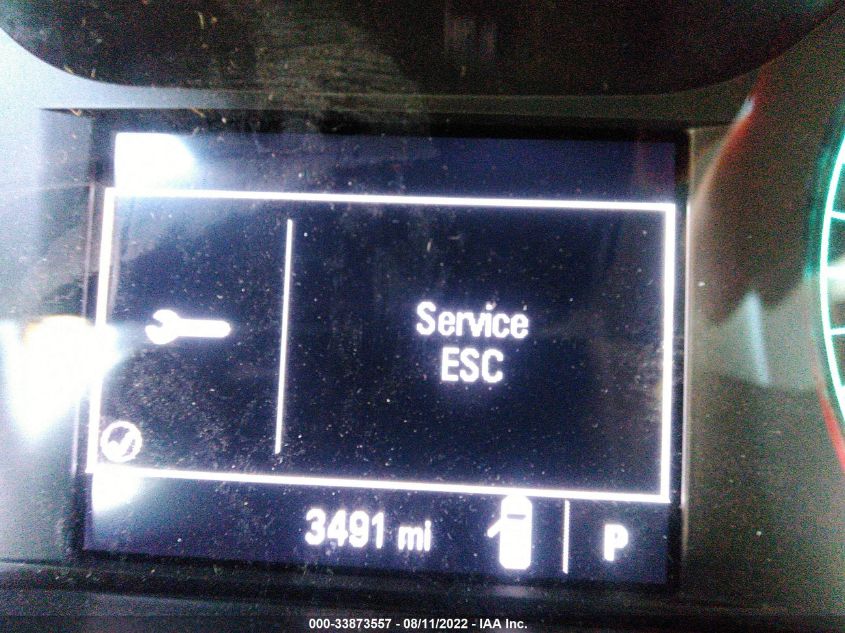 Service
ESC
3491 mi
P
000-33873557 - 08/11/2022 - IAA Inc.